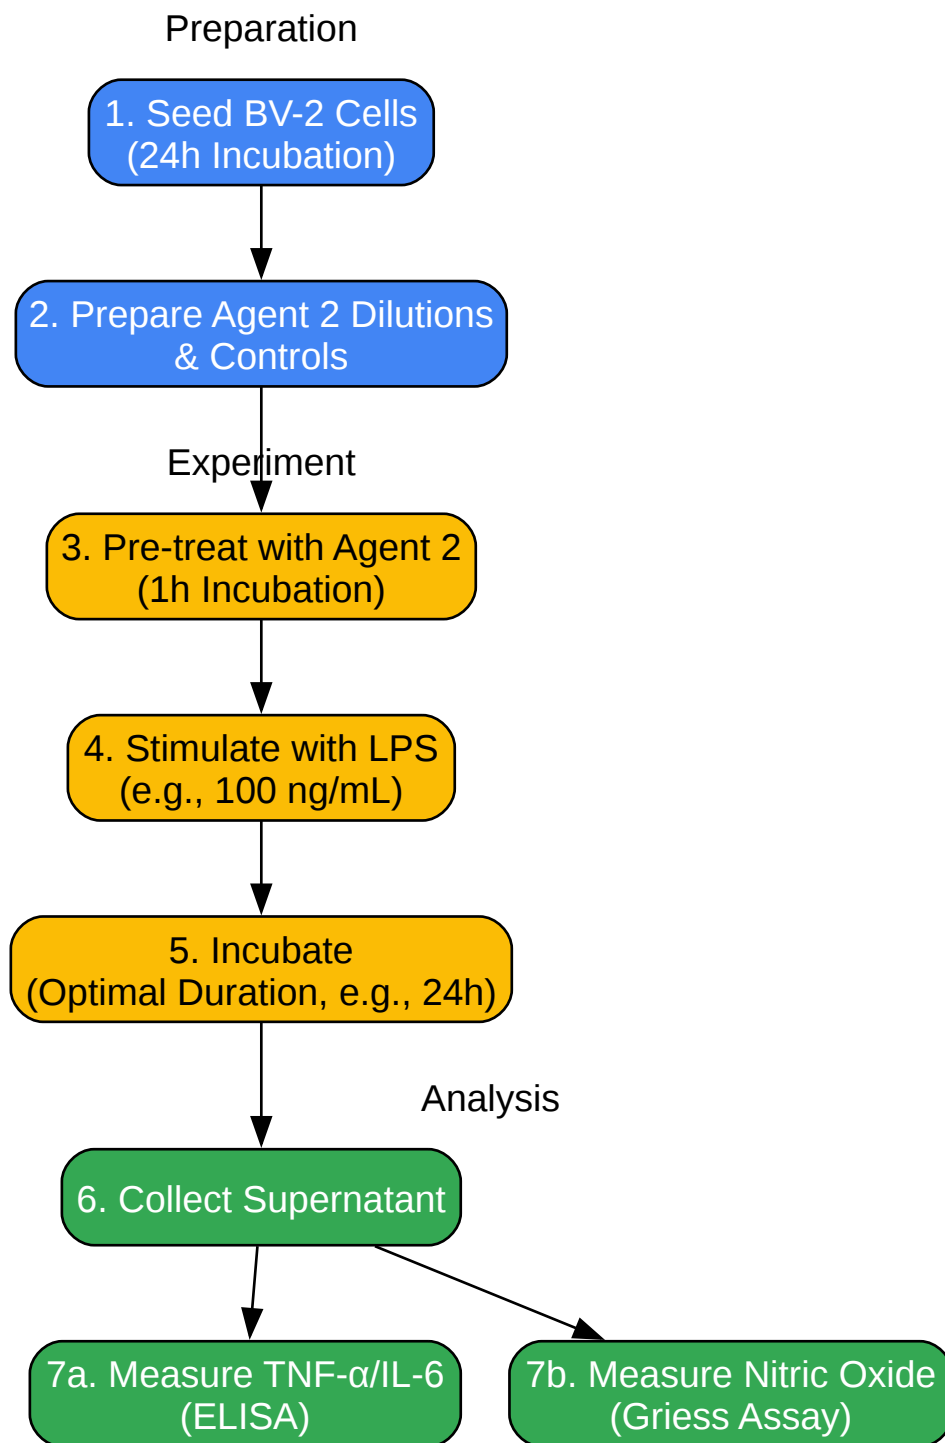 Preparation
1. Seed BV-2 Cells
(24h Incubation)
2. Prepare Agent 2 Dilutions
& Controls
Experiment
3. Pre-treat with Agent 2
(1h Incubation)
4. Stimulate with LPS
(e.g., 100 ng/mL)
5. Incubate
(Optimal Duration, e.g., 24h)
Analysis
6. Collect Supernatant
7a. Measure TNF-α/IL-6
(ELISA)
7b. Measure Nitric Oxide
(Griess Assay)